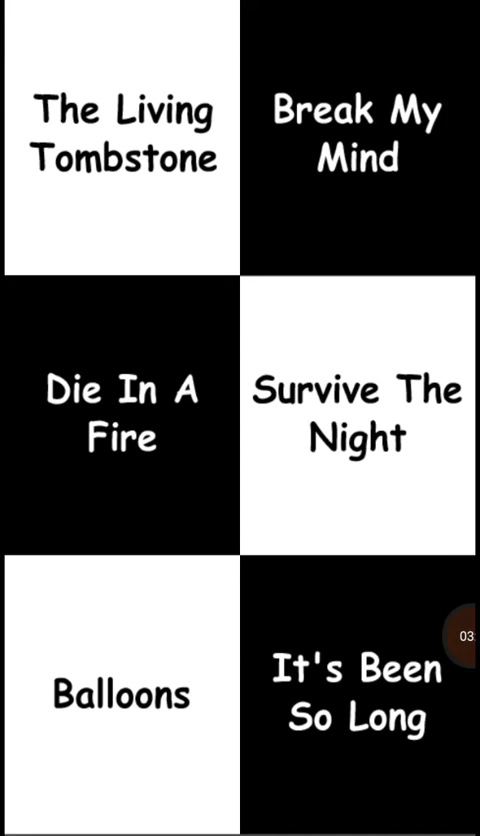 The Living
Tombstone
Break My
Mind
Die In A
Fire
Survive The
Night
Balloons
It's Been
So Long
03: